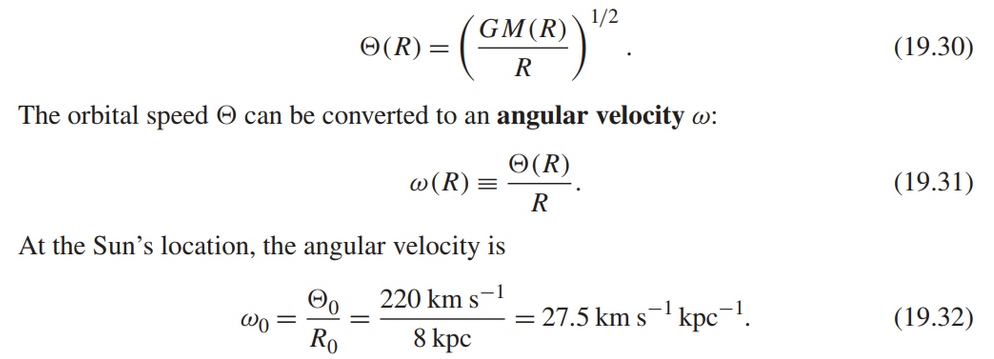 Θ(R) = (GM(R)/R)^{1/2}. (19.30)
The orbital speed Θ can be converted to an angular velocity ω:
ω(R) ≡ Θ(R)/R. (19.31)
At the Sun’s location, the angular velocity is
ω₀ = Θ₀/R₀ = 220 km s⁻¹/8 kpc = 27.5 km s⁻¹ kpc⁻¹. (19.32)